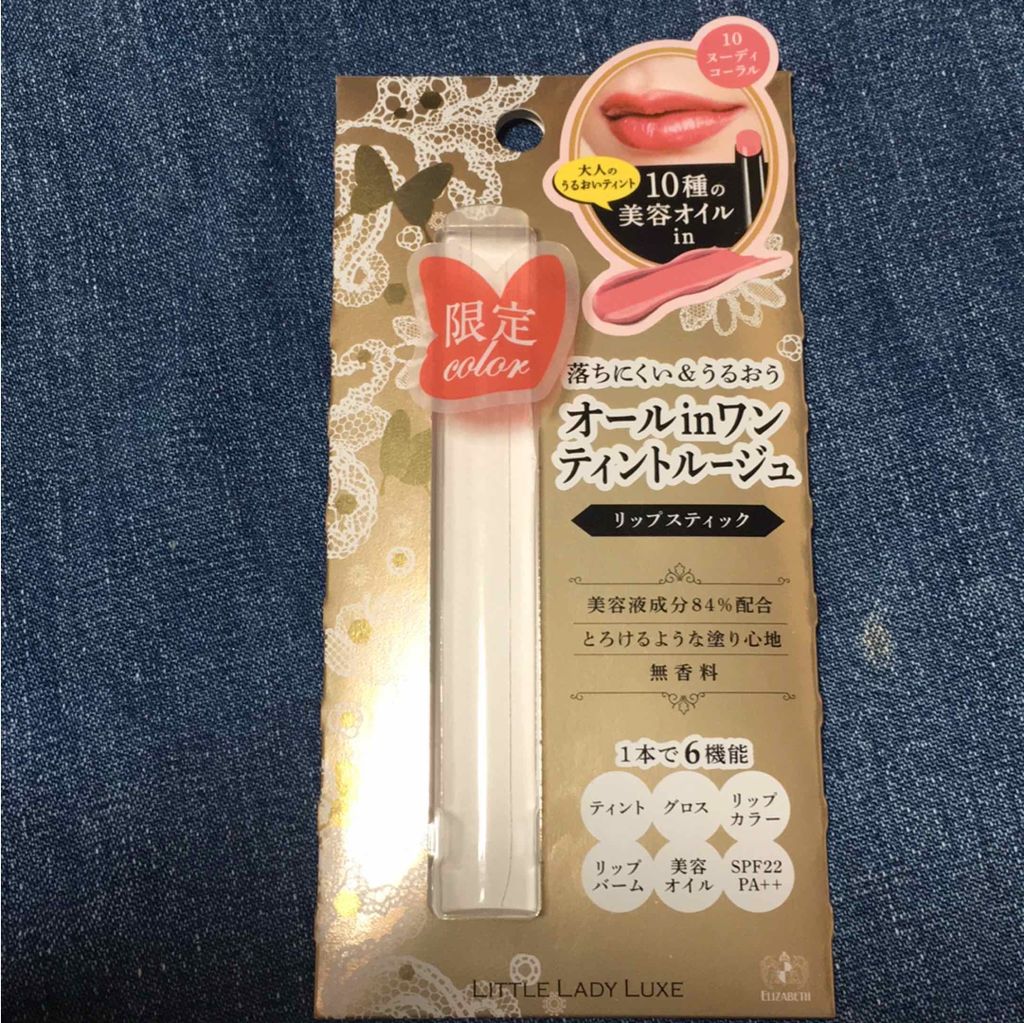 10
ヌーディ
コーラル
大人の
うるおいティント
10種の
美容オイル
in
限定
color
落ちにくい&うるおう
オールinワン
ティントルージュ
リップスティック
美容液成分84%配合
とろけるような塗り心地
無香料
1本で6機能
ティント
グロス
リップ
カラー
リップ
バーム
美容
オイル
SPF22
PA++
LITTLE LADY LUXE
ELIZABETH